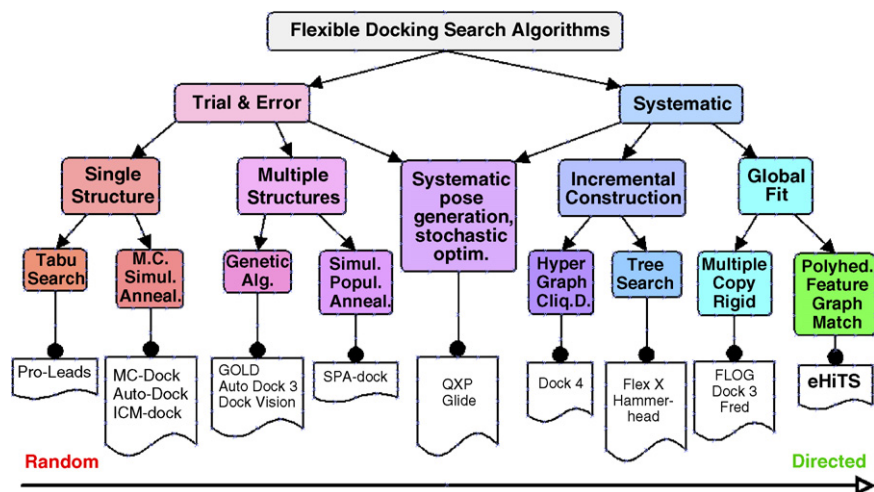 Flexible Docking Search Algorithms
Trial & Error
Systematic
Single
Structure
Multiple
Structures
Systematic
pose
generation,
stochastic
optim.
Incremental
Construction
Global
Fit
Tabu
Search
M.C.
Simul.
Anneal.
Genetic
Alg.
Simul.
Popul.
Anneal.
Hyper
Graph
Cliq.D.
Tree
Search
Multiple
Copy
Rigid
Polyhed.
Feature
Graph
Match
Pro-Leads
MC-Dock
Auto-Dock
ICM-dock
GOLD
Auto Dock 3
Dock Vision
SPA-dock
QXP
Glide
Dock 4
Flex X
Hammer-
head
FLOG
Dock 3
Fred
eHiTS
Random
Directed